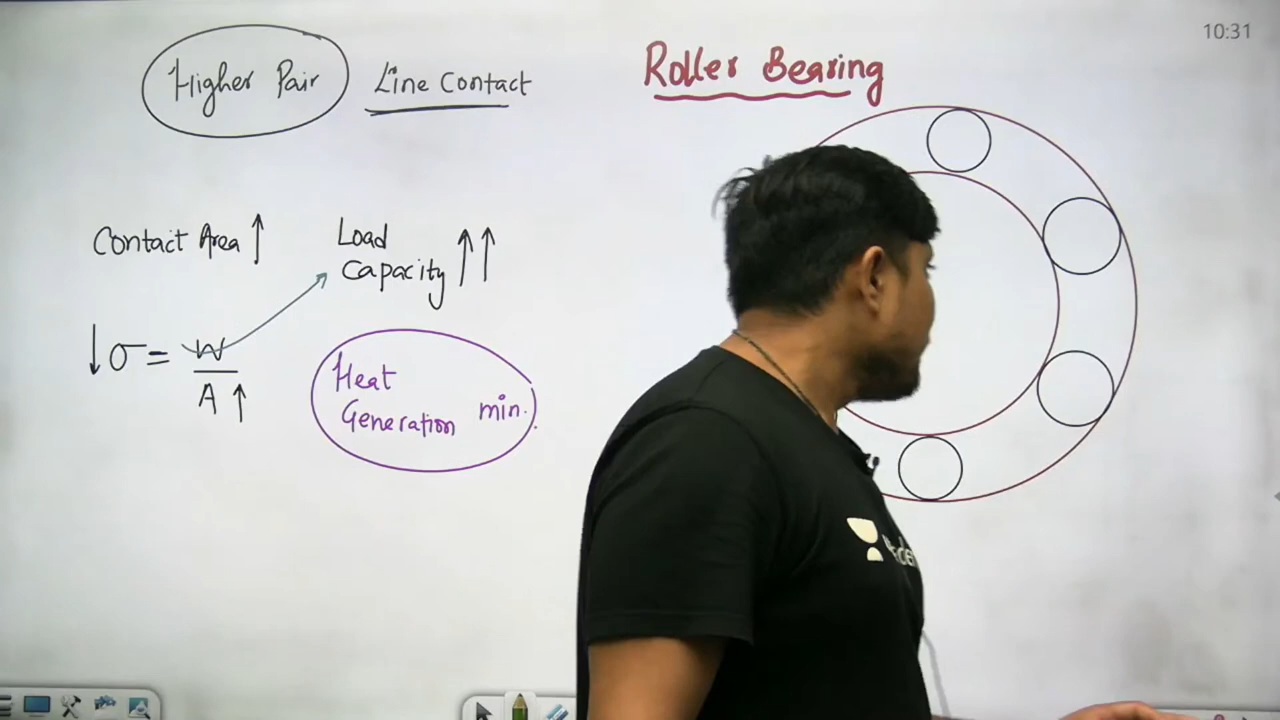 10:31
Higher Pair Line Contact
Roller Bearing
Contact Area ↑
Load
Capacity ↑↑
↓σ = W
A ↑
Heat
Generation min.